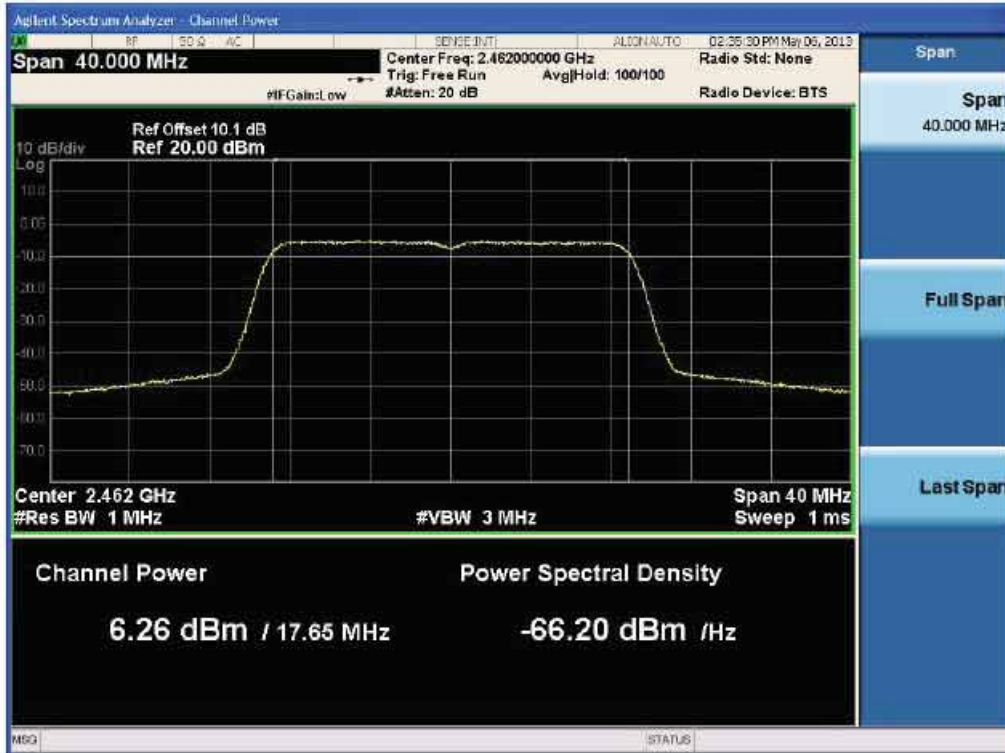 Agilent Spectrum Analyzer - Channel Power
RF 50 Ω AC SENSE:INT ALIGN AUTO 02:35:30 PM May 06, 2013
Span 40.000 MHz
Center Freq: 2.462000000 GHz
Radio Std: None
Trig: Free Run Avg|Hold: 100/100
#IFGain:Low #Atten: 20 dB Radio Device: BTS
Ref Offset 10.1 dB
10 dB/div Ref 20.00 dBm
Log
10.0
0.00
-10.0
-20.0
-30.0
-40.0
-50.0
-60.0
-70.0
Center 2.462 GHz Span 40 MHz
#Res BW 1 MHz #VBW 3 MHz Sweep 1 ms
Channel Power Power Spectral Density
6.26 dBm / 17.65 MHz -66.20 dBm /Hz
MSG STATUS
Span
Span
40.000 MHz
Full Span
Last Span